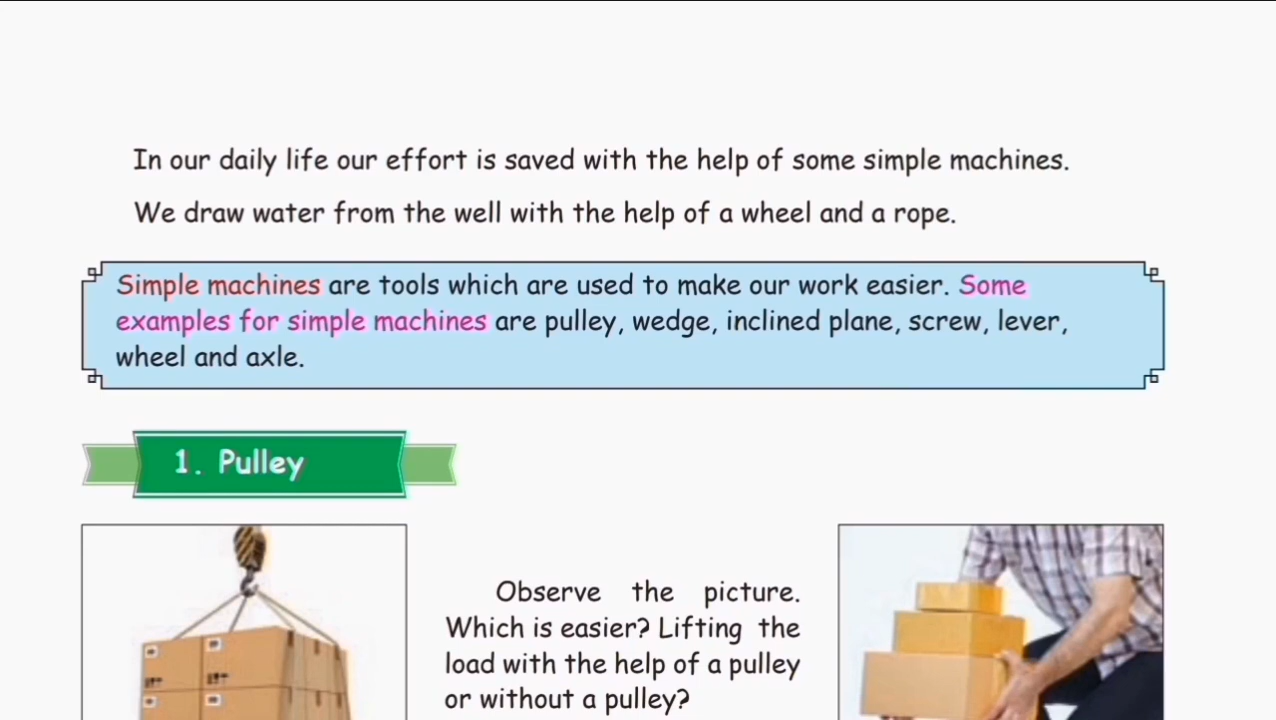 In our daily life our effort is saved with the help of some simple machines.
We draw water from the well with the help of a wheel and a rope.
Simple machines are tools which are used to make our work easier. Some
examples for simple machines are pulley, wedge, inclined plane, screw, lever,
wheel and axle.
1. Pulley
Observe the picture.
Which is easier? Lifting the
load with the help of a pulley
or without a pulley?